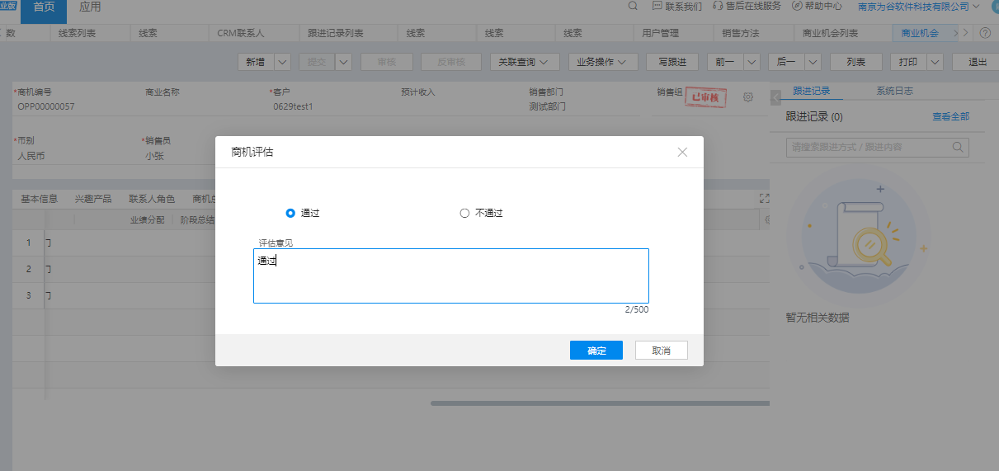 业版 首页 应用 联系我们 售后在线服务 帮助中心 南京为谷软件科技有限公司
数 线索列表 线索 CRM联系人 跟进记录列表 线索 线索 线索 用户管理 销售方法 商业机会列表 商业机会
新增 提交 审核 反审核 关联查询 业务操作 写跟进 前一 后一 列表 打印 退出
*商机编号 商业名称 *客户 预计收入 销售部门 销售组 已审核
OPP00000057 0629test1 测试部门
*币别 *销售员
人民币 小张
跟进记录 系统日志
跟进记录 (0) 查看全部
请搜索跟进方式 / 跟进内容
暂无相关数据
基本信息 兴趣产品 联系人角色 商机总
业绩分配 阶段总结
1
2
3
商机评估
通过 不通过
评估意见
通过
2/500
确定 取消